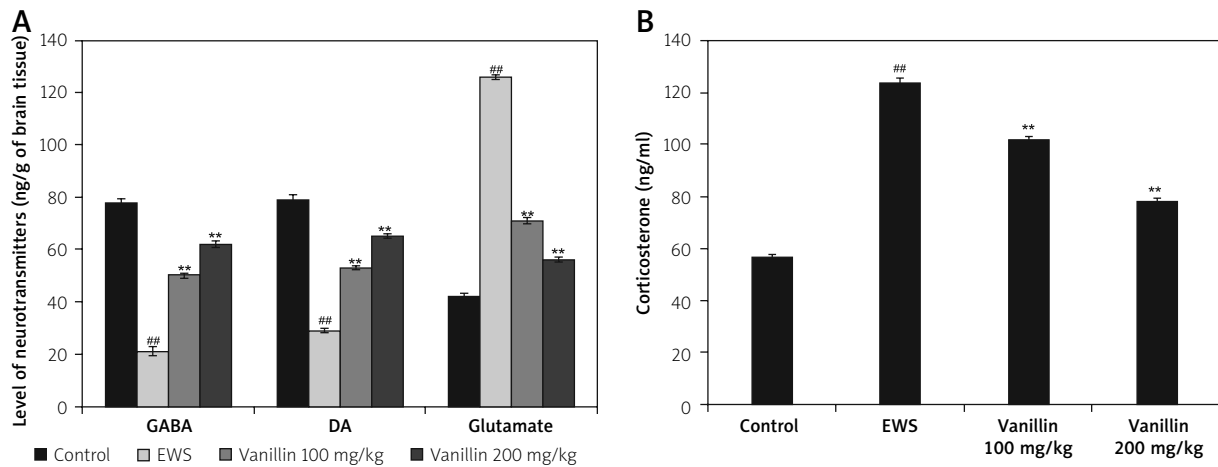 A
Level of neurotransmitters (ng/g of brain tissue)
140
120
100
80
60
40
20
0
##
**
**
##
**
**
##
**
**
GABA
DA
Glutamate
Control
EWS
Vanillin 100 mg/kg
Vanillin 200 mg/kg
B
Corticosterone (ng/ml)
140
120
100
80
60
40
20
0
##
**
**
Control
EWS
Vanillin
100 mg/kg
Vanillin
200 mg/kg